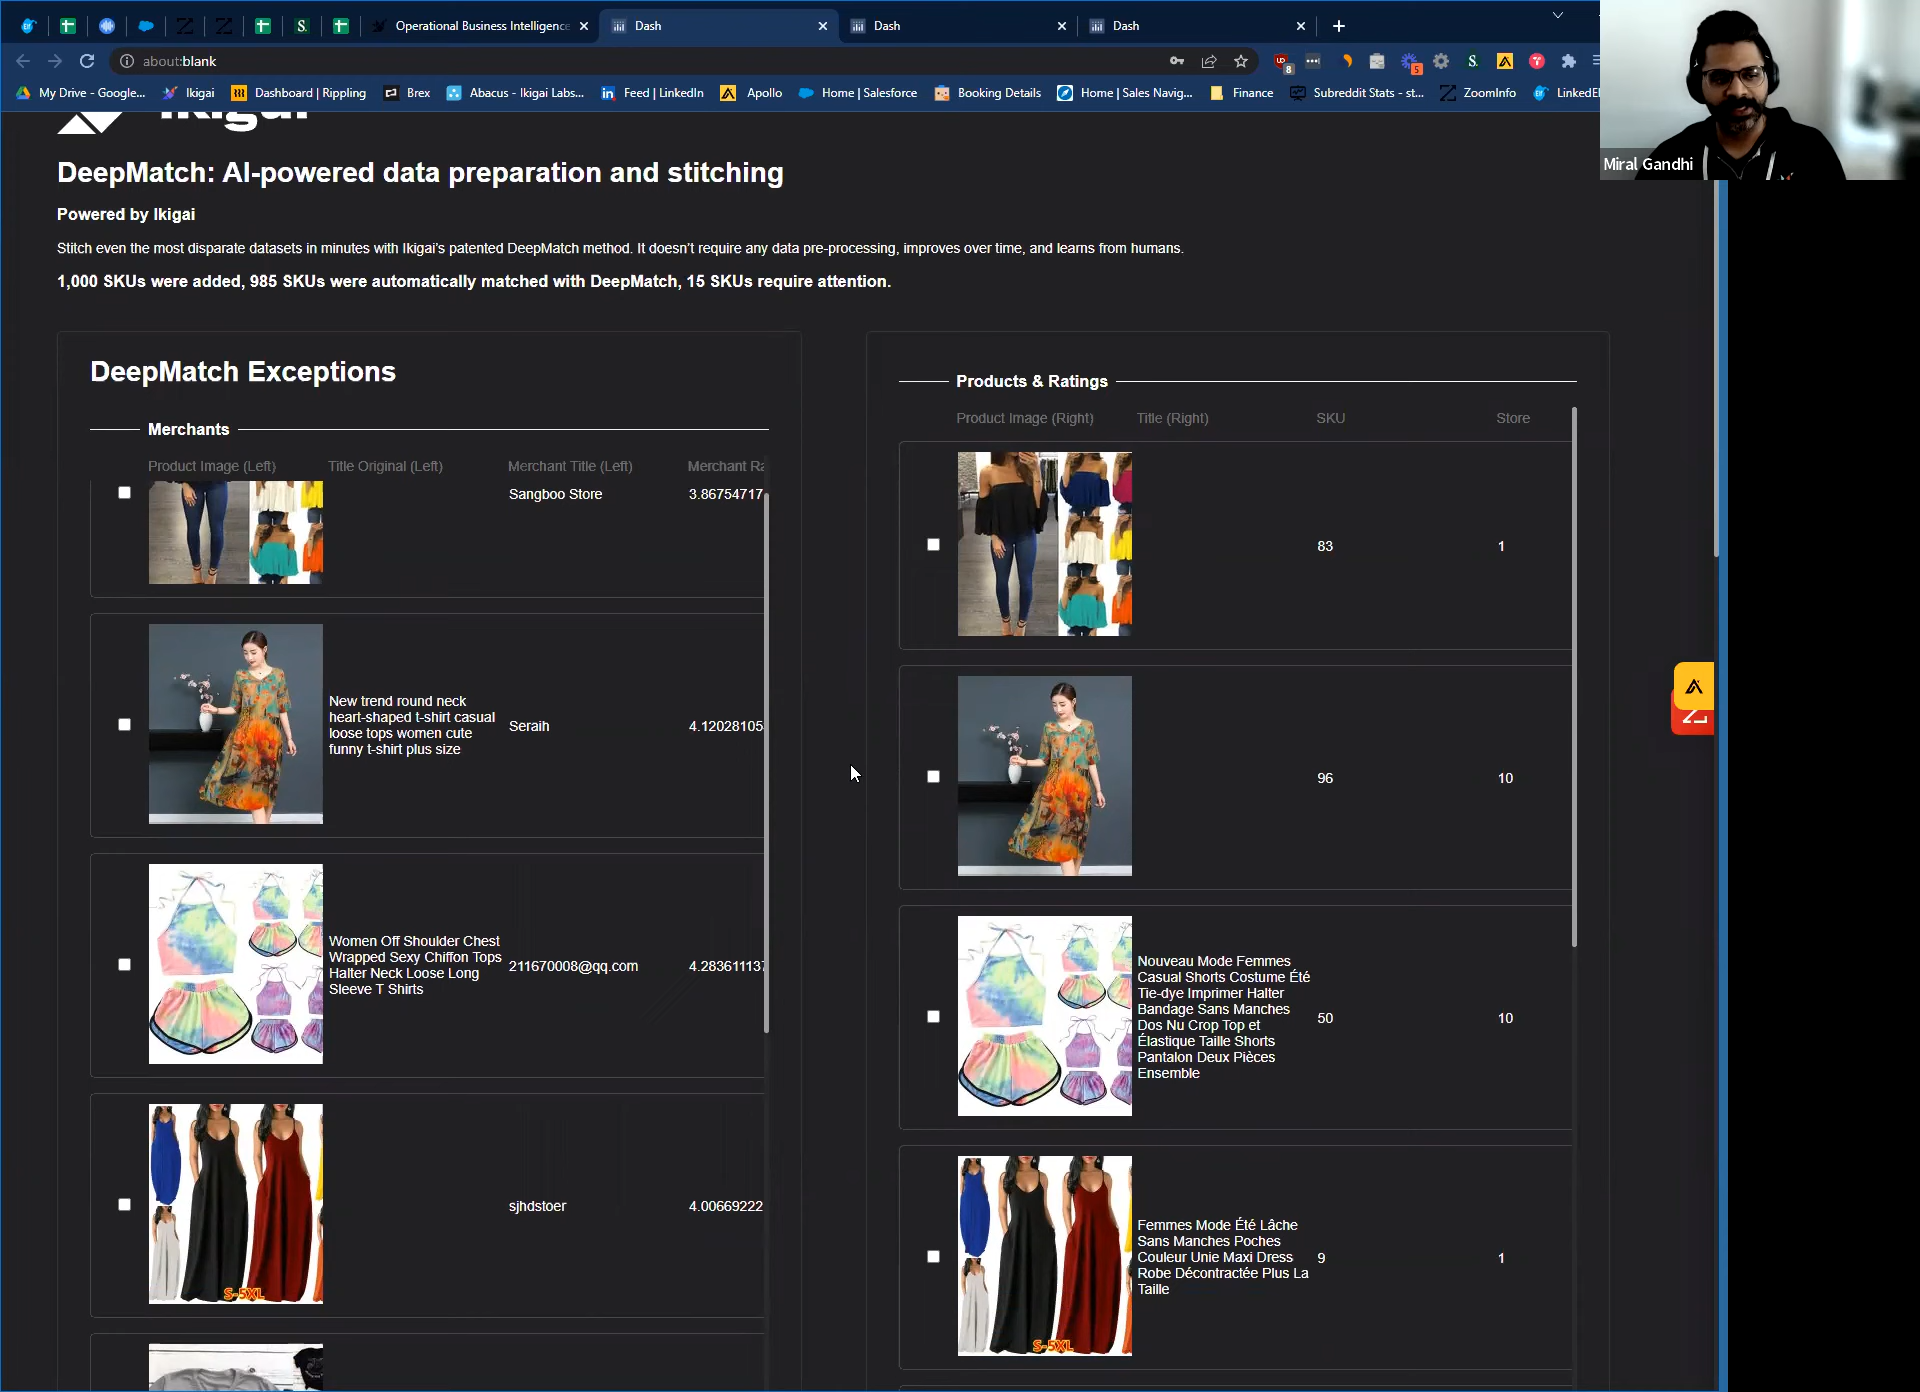 Operational Business Intelligence
Dash
Dash
Dash
about:blank
8
5
My Drive - Google...
Ikigai
Dashboard | Rippling
Brex
Abacus - Ikigai Labs...
Feed | LinkedIn
Apollo
Home | Salesforce
Booking Details
Home | Sales Navig...
Finance
Subreddit Stats - st...
ZoomInfo
Miral Gandhi
Ikigai
DeepMatch: AI-powered data preparation and stitching
Powered by Ikigai
Stitch even the most disparate datasets in minutes with Ikigai's patented DeepMatch method. It doesn't require any data pre-processing, improves over time, and learns from humans.
1,000 SKUs were added, 985 SKUs were automatically matched with DeepMatch, 15 SKUs require attention.
DeepMatch Exceptions
Merchants
Product Image (Left)
Title Original (Left)
Merchant Title (Left)
Merchant Ra
Sangboo Store
3.86754717
New trend round neck
heart-shaped t-shirt casual
loose tops women cute
funny t-shirt plus size
Seraih
4.12028105
Women Off Shoulder Chest
Wrapped Sexy Chiffon Tops
Halter Neck Loose Long
Sleeve T Shirts
211670008@qq.com
4.283611137
S-5XL
sjhdstoer
4.00669222
Products & Ratings
Product Image (Right)
Title (Right)
SKU
Store
83
1
96
10
Nouveau Mode Femmes
Casual Shorts Costume Été
Tie-dye Imprimer Halter
Bandage Sans Manches
Dos Nu Crop Top et
Élastique Taille Shorts
Pantalon Deux Pièces
Ensemble
50
10
S-5XL
Femmes Mode Été Lâche
Sans Manches Poches
Couleur Unie Maxi Dress
Robe Décontractée Plus La
Taille
9
1